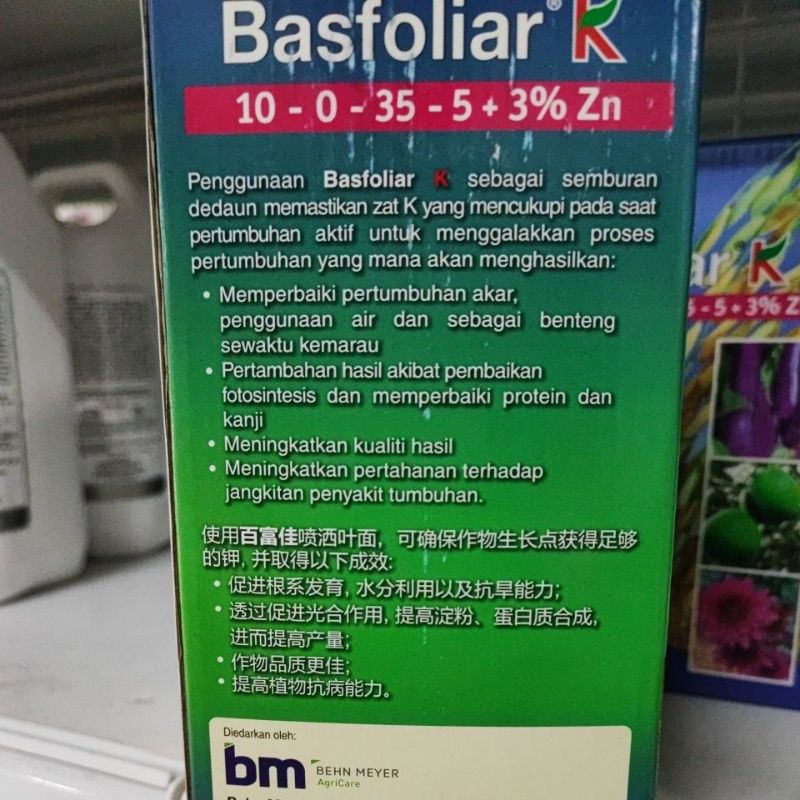 Basfoliar® K
10 - 0 - 35 - 5 + 3% Zn
Penggunaan Basfoliar K sebagai semburan
dedaun memastikan zat K yang mencukupi pada saat
pertumbuhan aktif untuk menggalakkan proses
pertumbuhan yang mana akan menghasilkan:
• Memperbaiki pertumbuhan akar,
penggunaan air dan sebagai benteng
sewaktu kemarau
• Pertambahan hasil akibat pembaikan
fotosintesis dan memperbaiki protein dan
kanji
• Meningkatkan kualiti hasil
• Meningkatkan pertahanan terhadap
jangkitan penyakit tumbuhan.
使用百富佳喷洒叶面，可确保作物生长点获得足够
的钾, 并取得以下成效:
• 促进根系发育, 水分利用以及抗旱能力;
• 透过促进光合作用, 提高淀粉、蛋白质合成,
进而提高产量;
• 作物品质更佳;
• 提高植物抗病能力。
Diedarkan oleh:
bm BEHN MEYER
AgriCare
ar K
5 - 5 + 3% Z